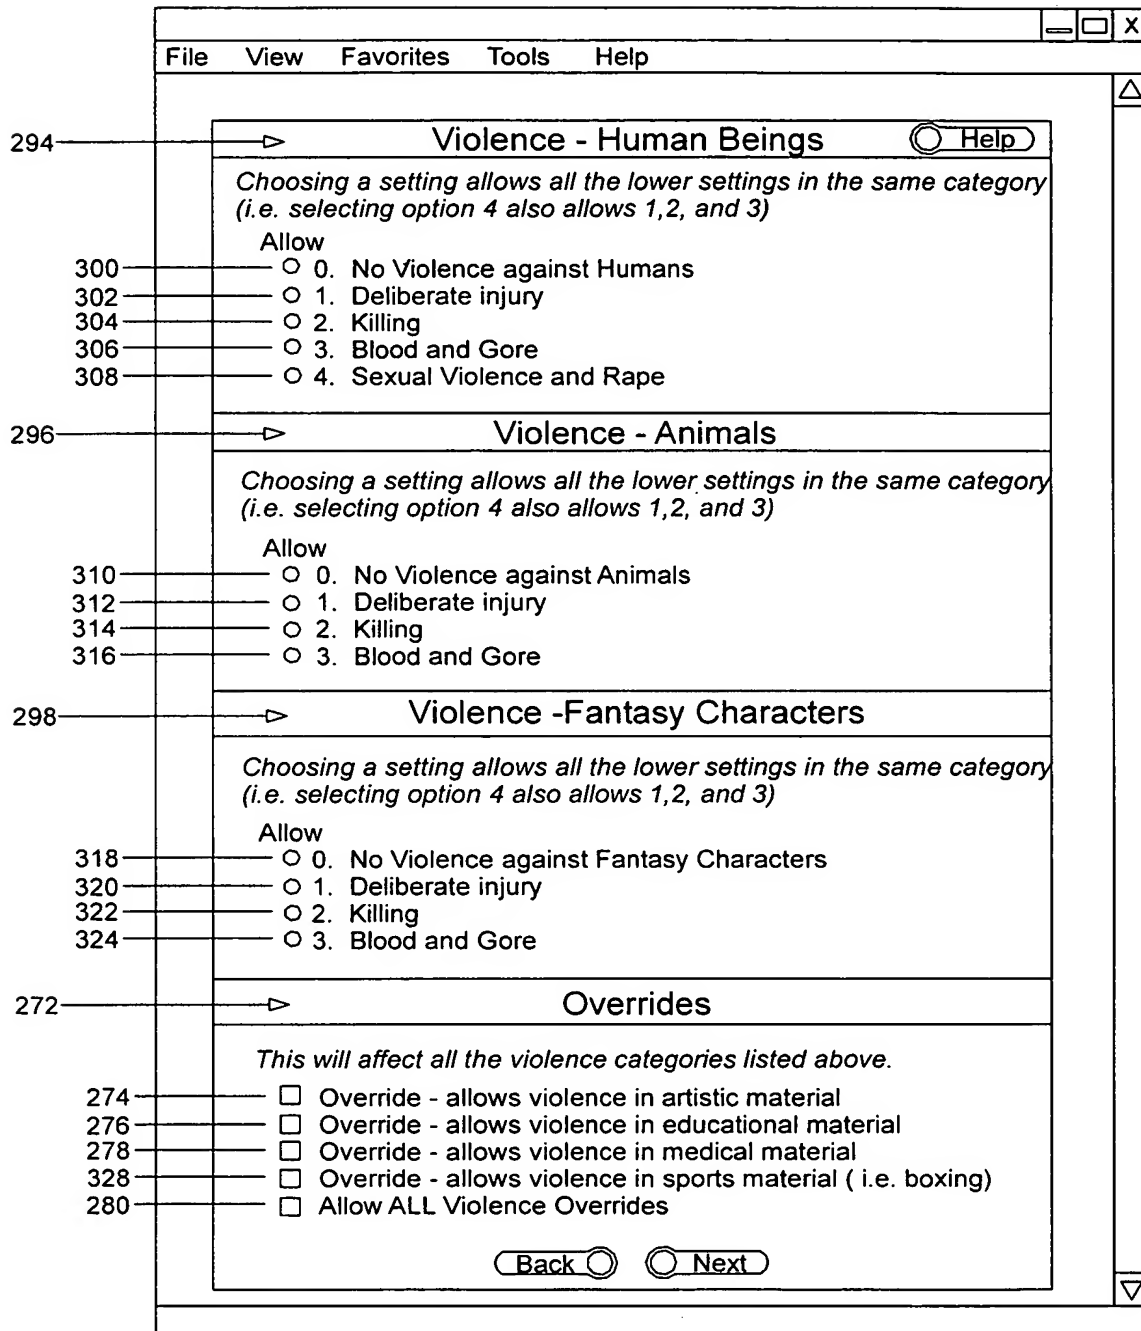 X
File View Favorites Tools Help
294 Violence - Human Beings Help
Choosing a setting allows all the lower settings in the same category
(i.e. selecting option 4 also allows 1,2, and 3)
Allow
300 0. No Violence against Humans
302 1. Deliberate injury
304 2. Killing
306 3. Blood and Gore
308 4. Sexual Violence and Rape
296 Violence - Animals
Choosing a setting allows all the lower settings in the same category
(i.e. selecting option 4 also allows 1,2, and 3)
Allow
310 0. No Violence against Animals
312 1. Deliberate injury
314 2. Killing
316 3. Blood and Gore
298 Violence -Fantasy Characters
Choosing a setting allows all the lower settings in the same category
(i.e. selecting option 4 also allows 1,2, and 3)
Allow
318 0. No Violence against Fantasy Characters
320 1. Deliberate injury
322 2. Killing
324 3. Blood and Gore
272 Overrides
This will affect all the violence categories listed above.
274 Override - allows violence in artistic material
276 Override - allows violence in educational material
278 Override - allows violence in medical material
328 Override - allows violence in sports material ( i.e. boxing)
280 Allow ALL Violence Overrides
Back Next